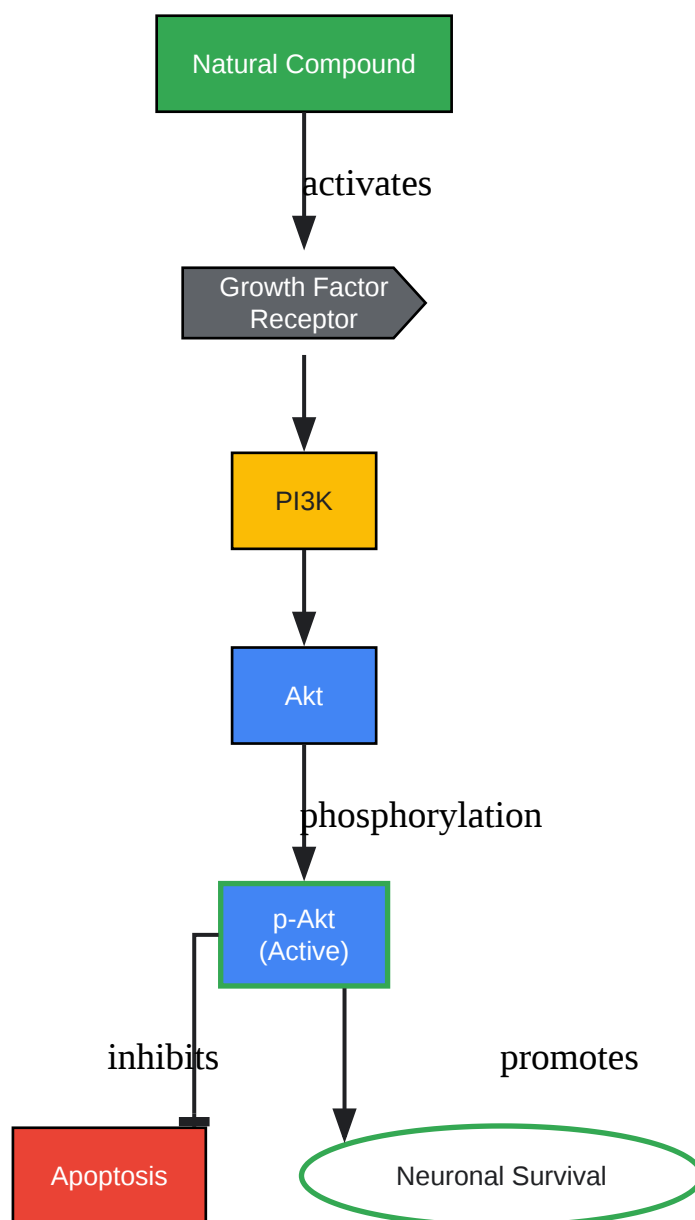 Natural Compound
activates
Growth Factor
Receptor
PI3K
Akt
phosphorylation
p-Akt
(Active)
inhibits
promotes
Apoptosis
Neuronal Survival